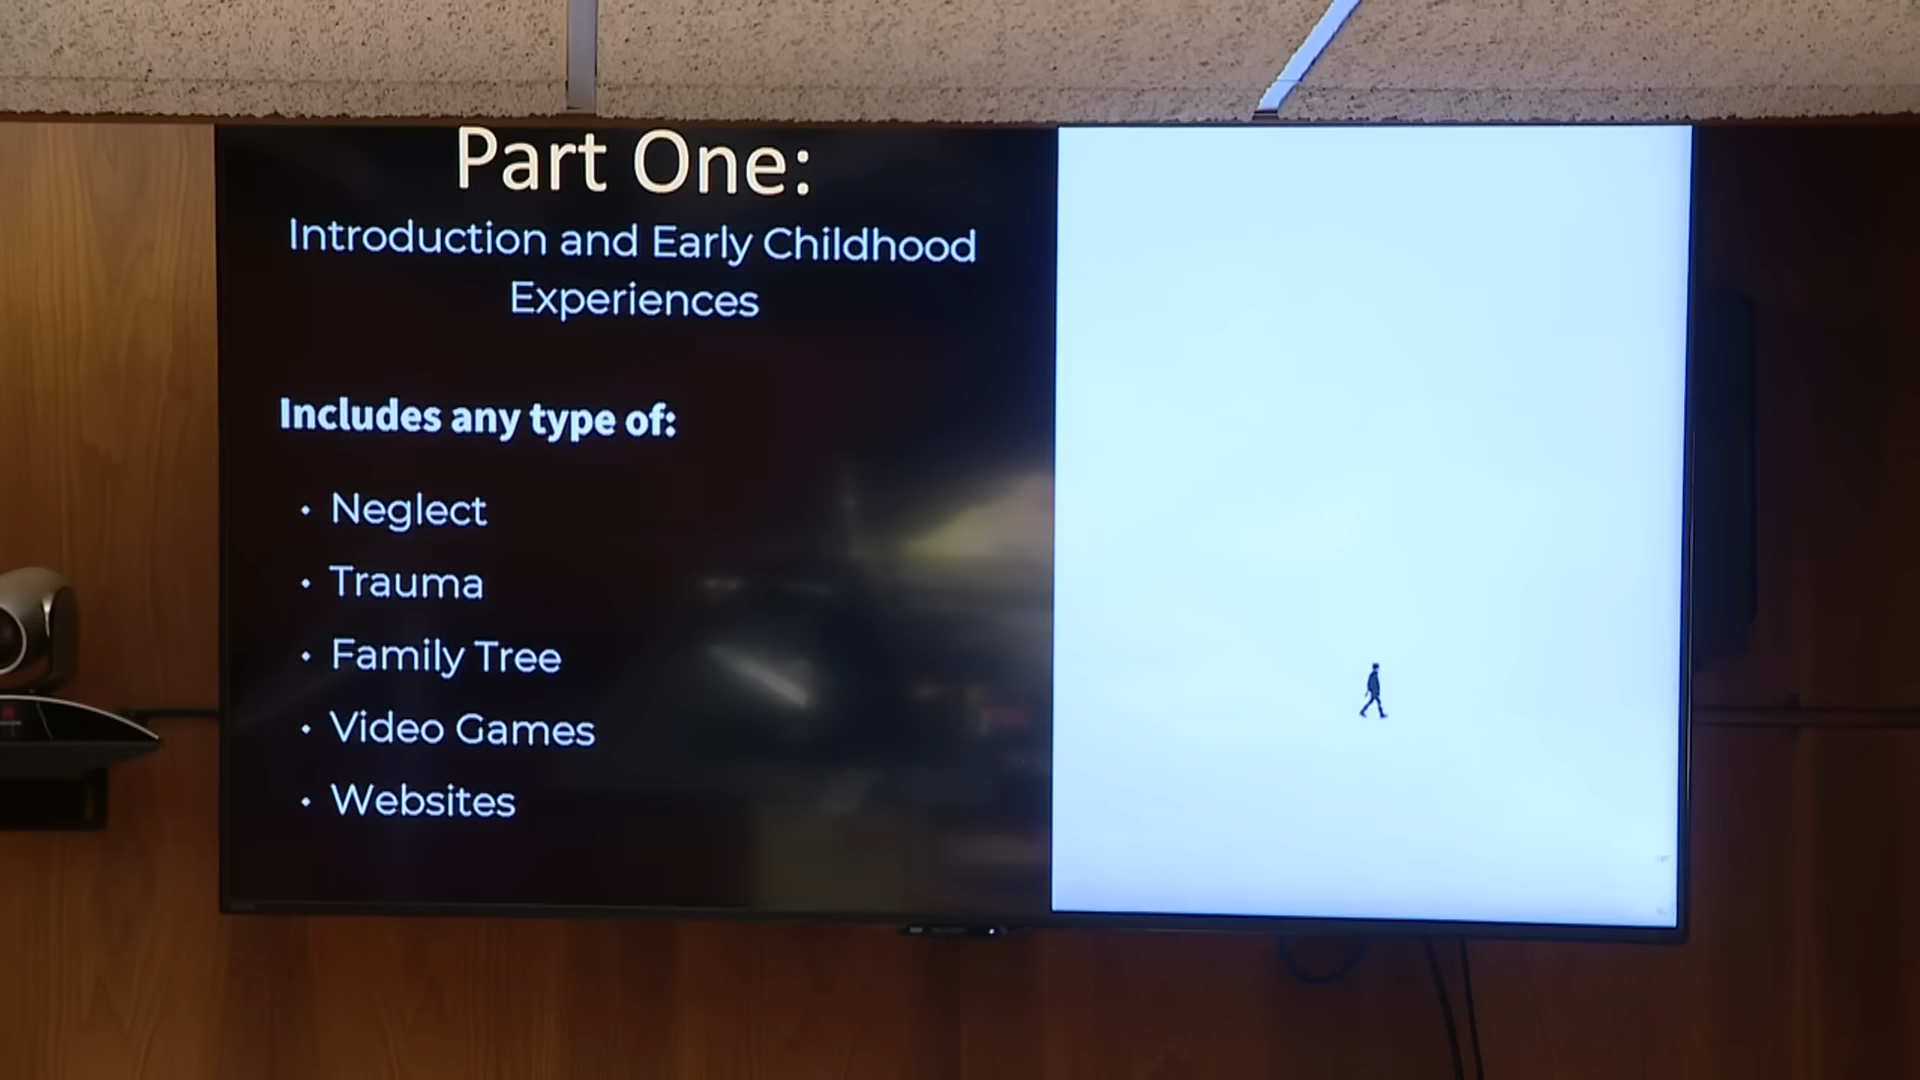 Part One:
Introduction and Early Childhood
Experiences
Includes any type of:
• Neglect
• Trauma
• Family Tree
• Video Games
• Websites